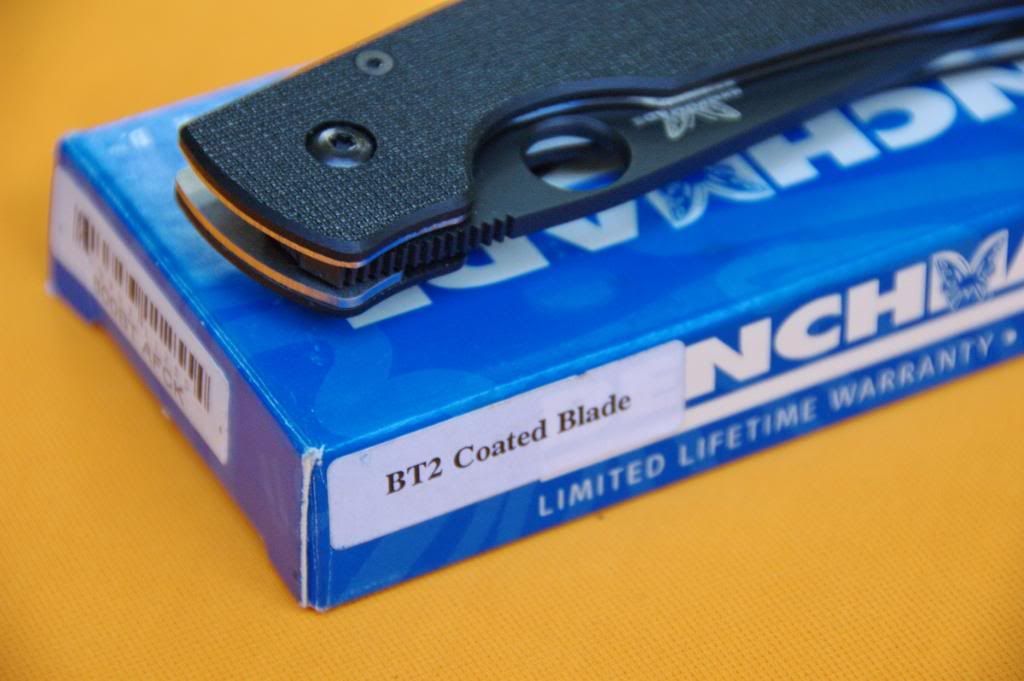 NCHMA
BT2 Coated Blade
NCHMA
LIMITED LIFETIME WARRANTY •